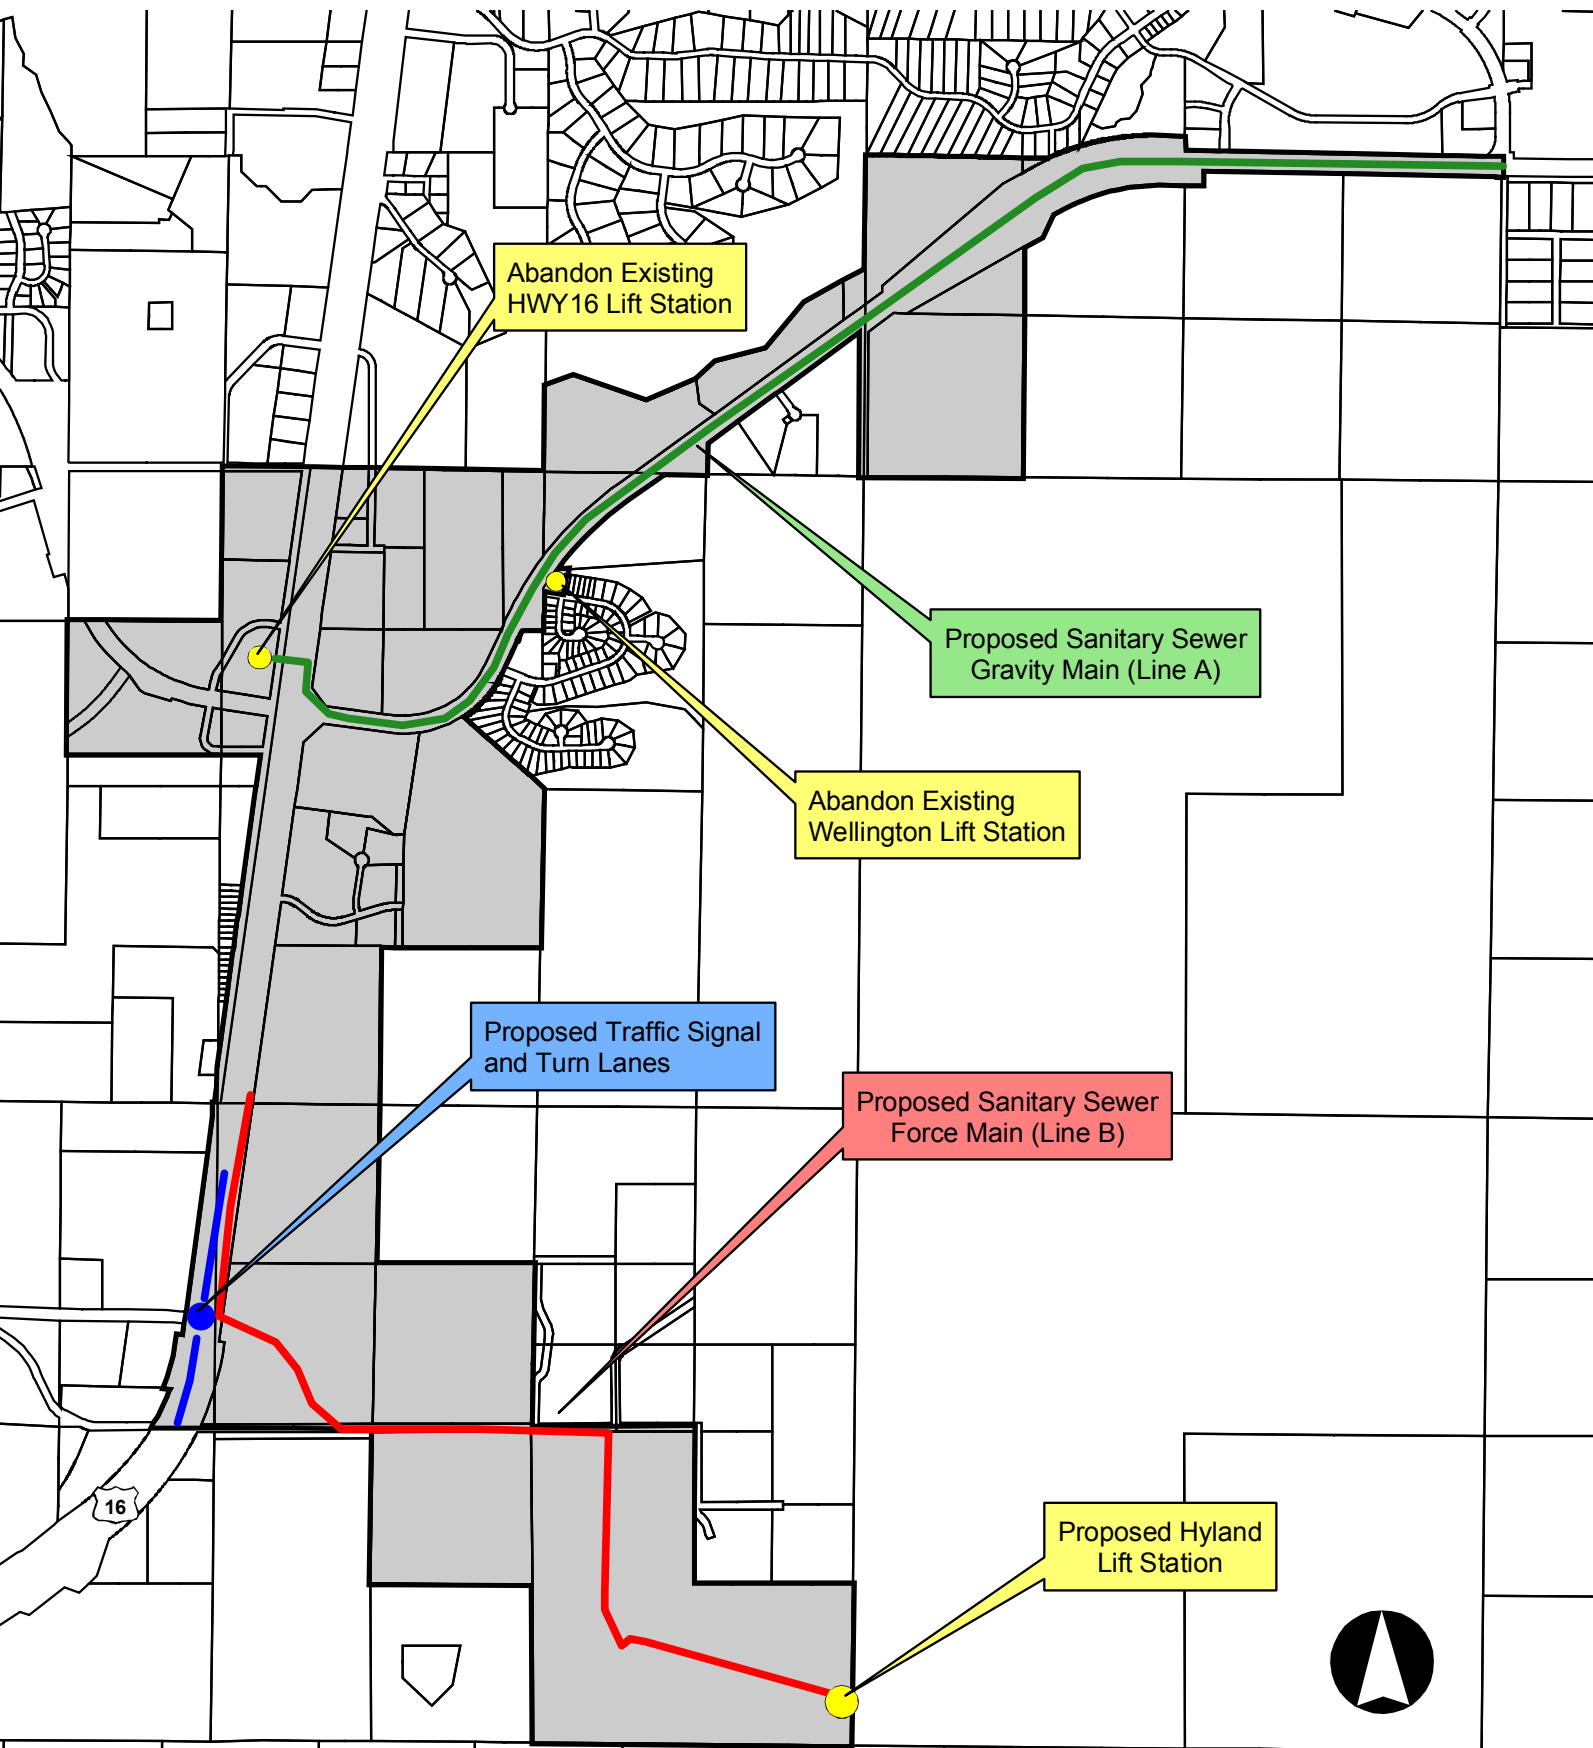 Abandon Existing
HWY16 Lift Station
Proposed Sanitary Sewer
Gravity Main (Line A)
Abandon Existing
Wellington Lift Station
Proposed Traffic Signal
and Turn Lanes
Proposed Sanitary Sewer
Force Main (Line B)
16
Proposed Hyland
Lift Station